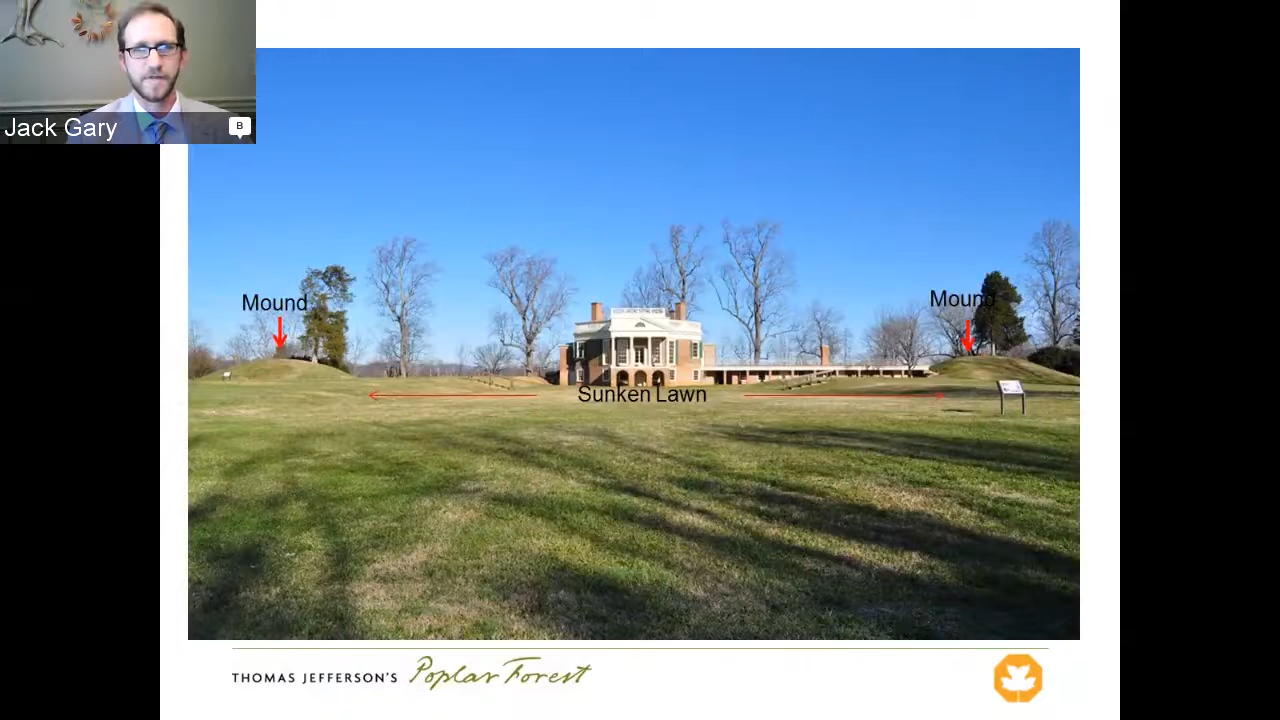 Jack Gary
B
Mound
Mound
Sunken Lawn
THOMAS JEFFERSON'S Poplar Forest